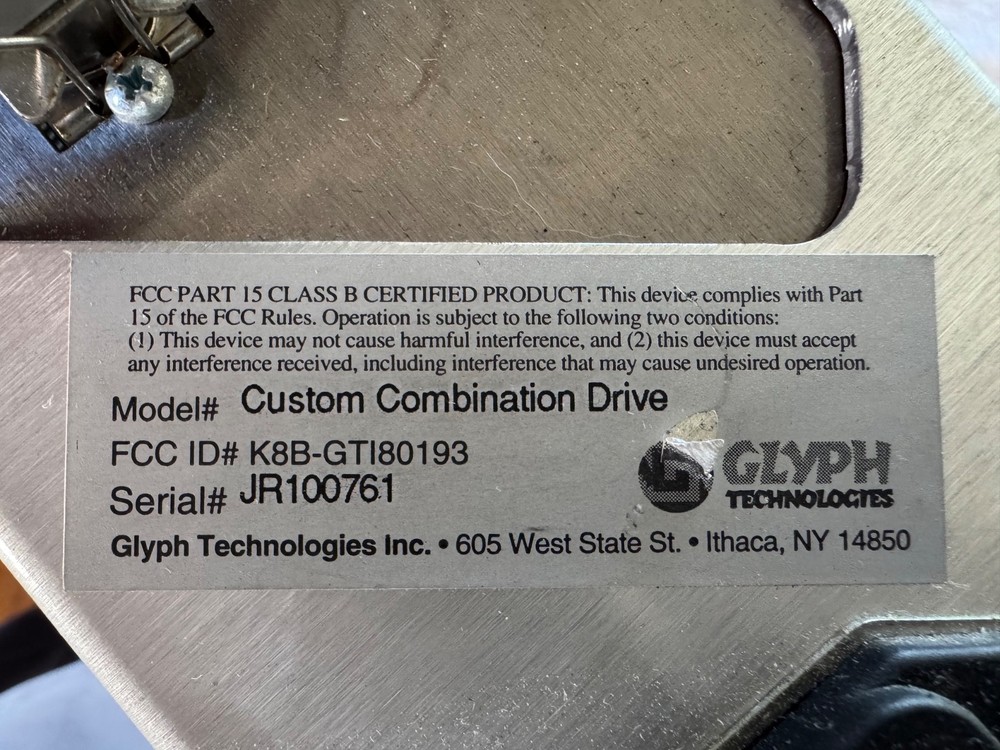 FCC PART 15 CLASS B CERTIFIED PRODUCT: This device complies with Part
15 of the FCC Rules. Operation is subject to the following two conditions:
(1) This device may not cause harmful interference, and (2) this device must accept
any interference received, including interference that may cause undesired operation.
Model# Custom Combination Drive
FCC ID# K8B-GTI80193
Serial# JR100761
GLYPH
TECHNOLOGIES
Glyph Technologies Inc. • 605 West State St. • Ithaca, NY 14850